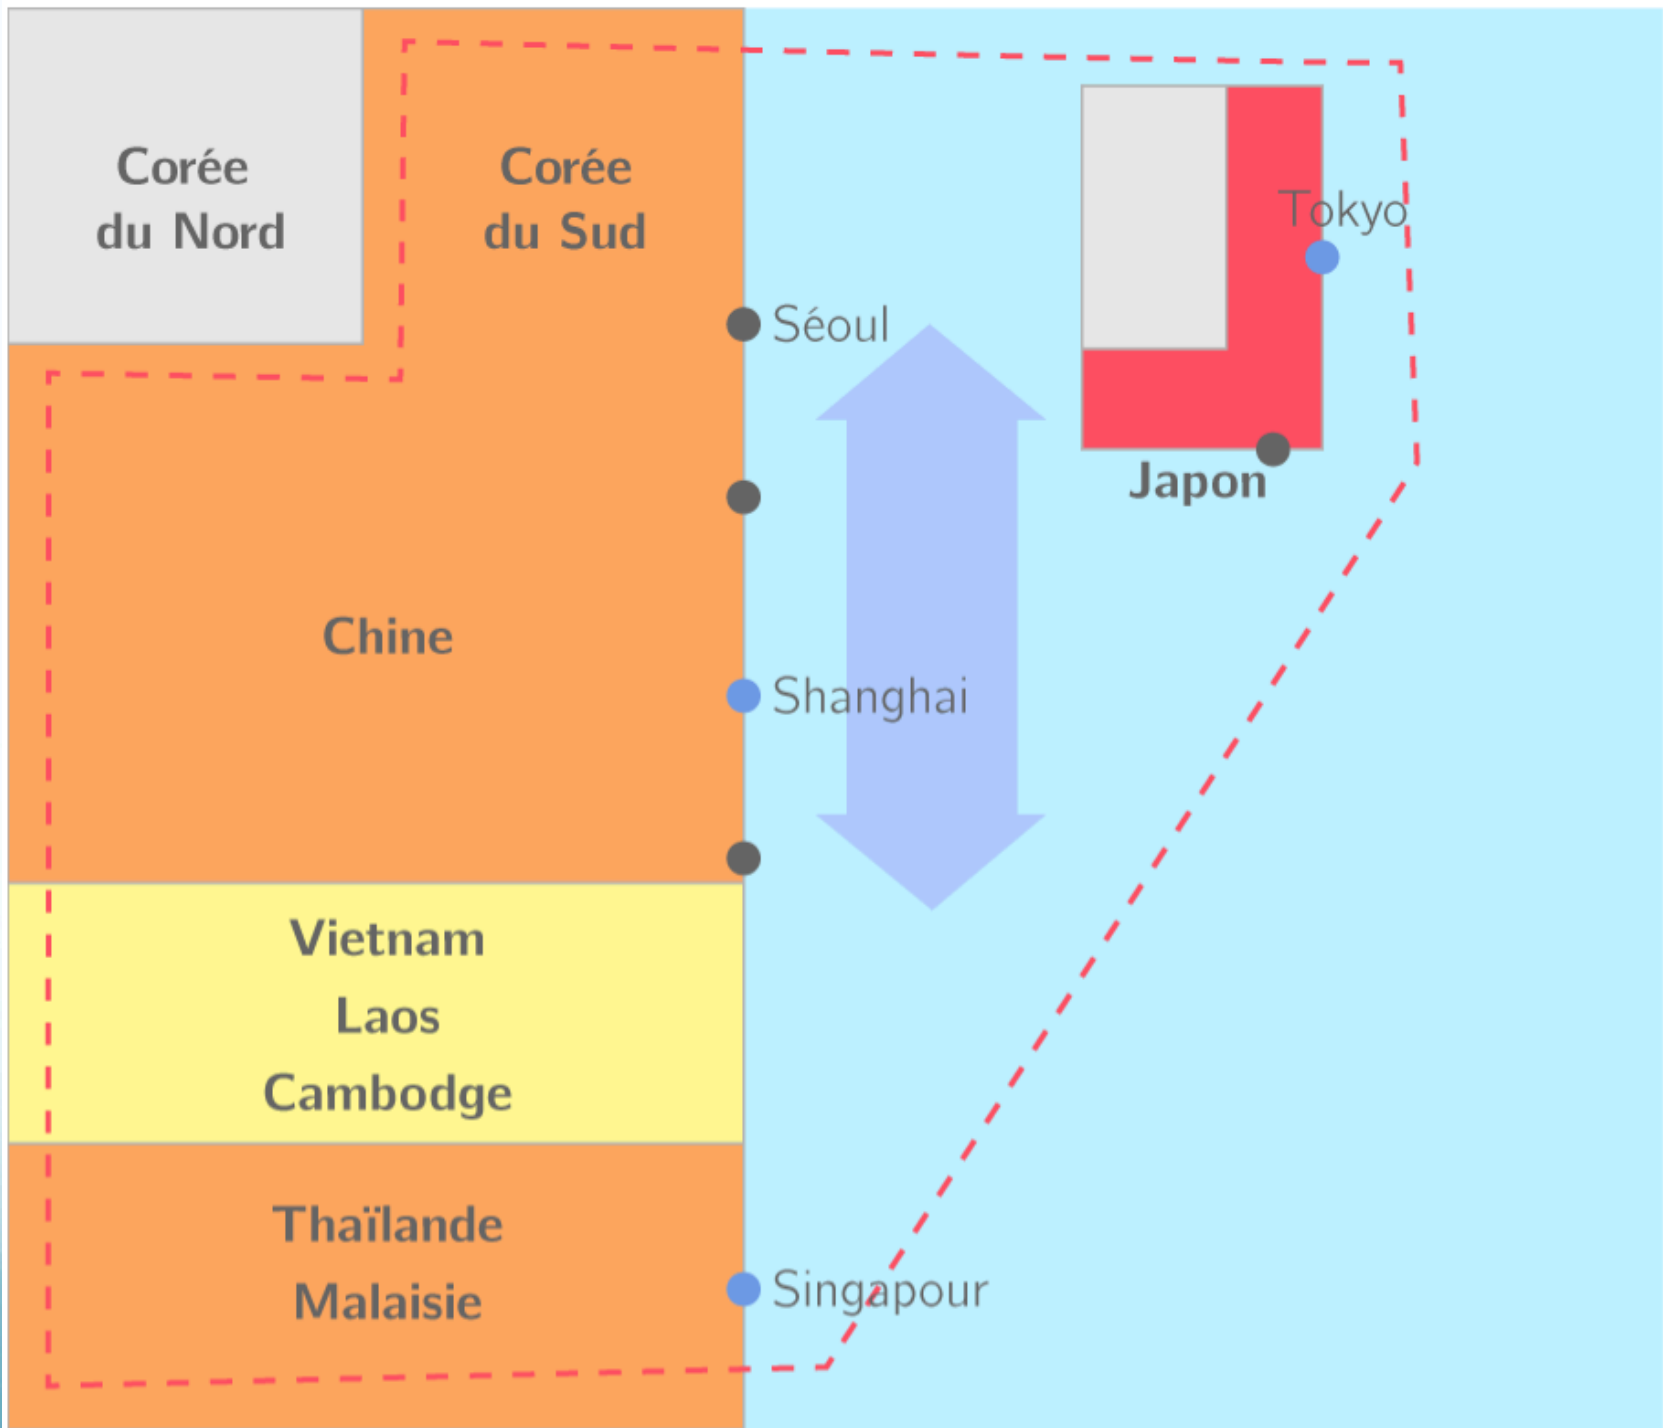 Corée
du Nord
Corée
du Sud
Tokyo
Séoul
Japon
Chine
Shanghai
Vietnam
Laos
Cambodge
Thaïlande
Malaisie
Singapour